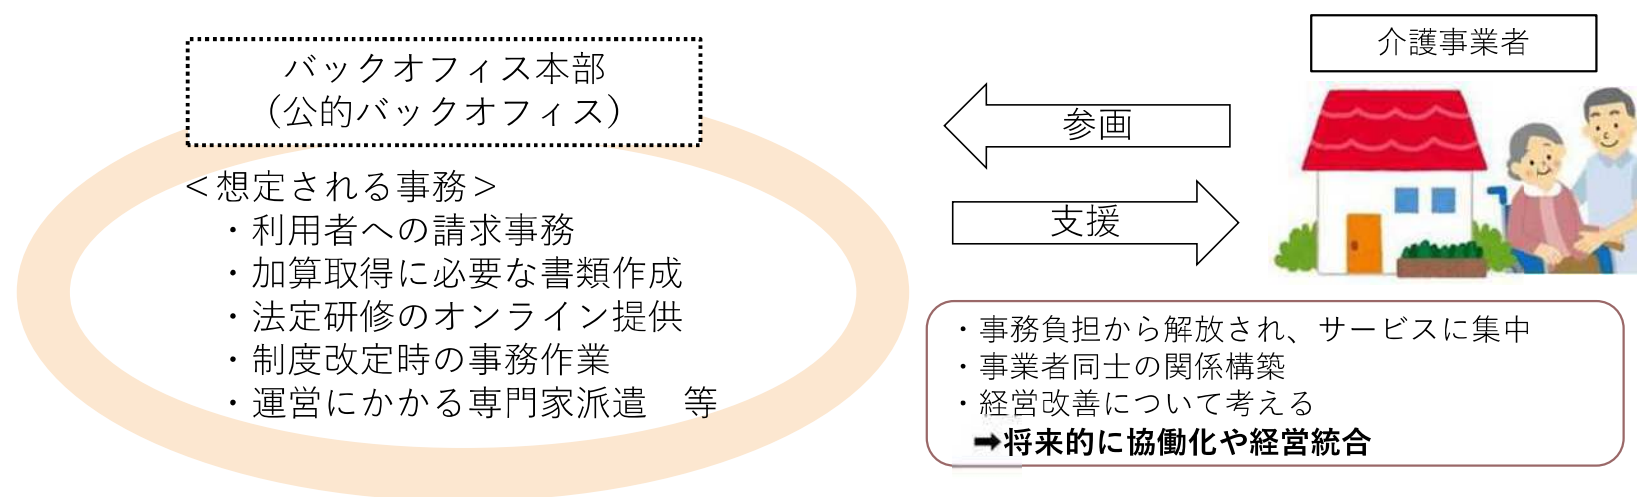 バックオフィス本部
（公的バックオフィス）
＜想定される事務＞
・利用者への請求事務
・加算取得に必要な書類作成
・法定研修のオンライン提供
・制度改定時の事務作業
・運営にかかる専門家派遣　等
参画
支援
介護事業者
・事務負担から解放され、サービスに集中
・事業者同士の関係構築
・経営改善について考える
➡将来的に協働化や経営統合